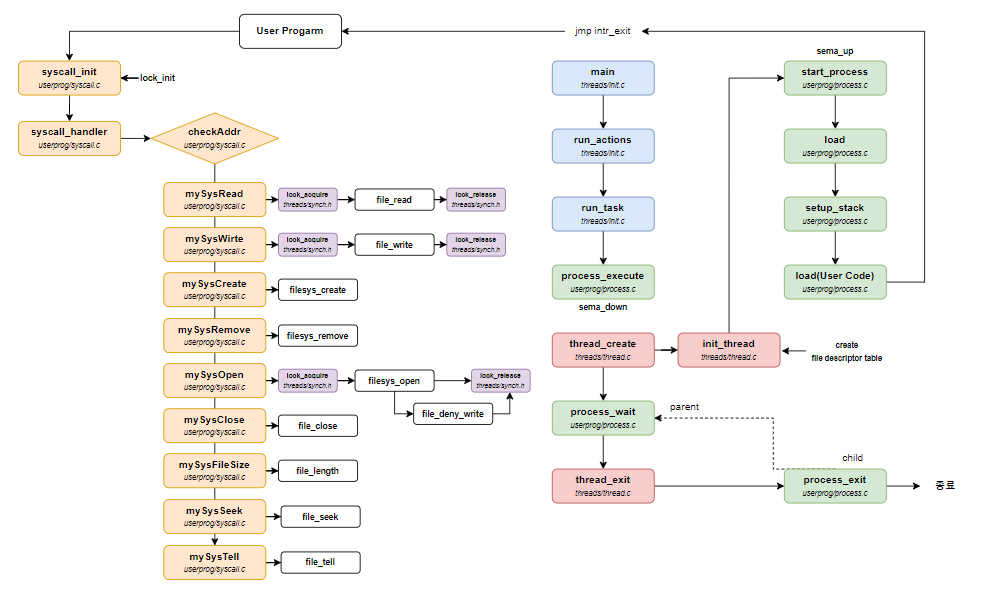 User Progarm
jmp intr_exit
syscall_init
userprog/syscall.c
lock_init
syscall_handler
userprog/syscall.c
checkAddr
userprog/syscall.c
mySysRead
userprog/syscall.c
look_acquire
threads/synch.h
file_read
look_release
threads/synch.h
mySysWirte
userprog/syscall.c
look_acquire
threads/synch.h
file_write
look_release
threads/synch.h
mySysCreate
userprog/syscall.c
filesys_create
mySysRemove
userprog/syscall.c
filesys_remove
mySysOpen
userprog/syscall.c
look_acquire
threads/synch.h
filesys_open
look_release
threads/synch.h
file_deny_write
mySysClose
userprog/syscall.c
file_close
mySysFileSize
userprog/syscall.c
file_length
mySysSeek
userprog/syscall.c
file_seek
mySysTell
userprog/syscall.c
file_tell
main
threads/init.c
run_actions
threads/init.c
run_task
threads/init.c
process_execute
userprog/process.c
sema_down
thread_create
threads/thread.c
init_thread
threads/thread.c
create
file descriptor table
process_wait
userprog/process.c
parent
thread_exit
threads/thread.c
sema_up
start_process
userprog/process.c
load
userprog/process.c
setup_stack
userprog/process.c
load(User Code)
userprog/process.c
child
process_exit
userprog/process.c
종료